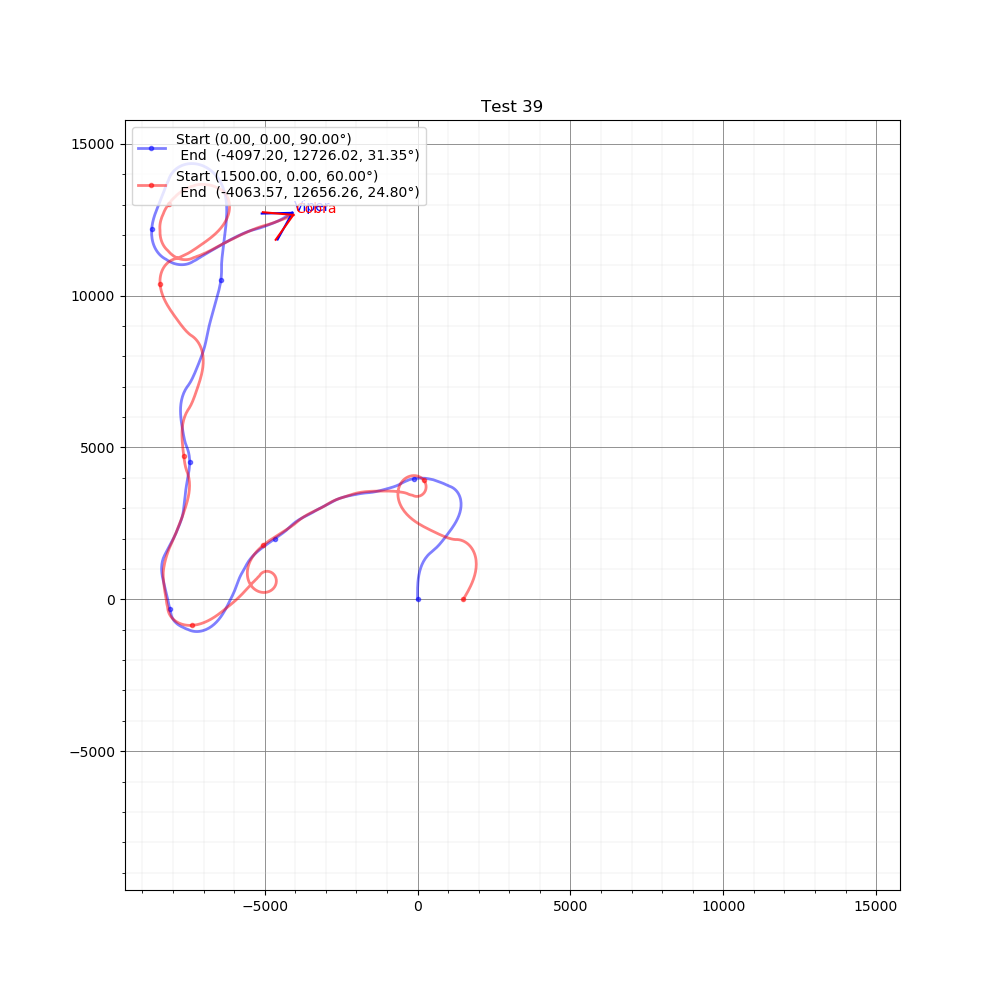 Test 39
Start (0.00, 0.00, 90.00°)
End  (-4097.20, 12726.02, 31.35°)
Start (1500.00, 0.00, 60.00°)
End  (-4063.57, 12656.26, 24.80°)
Cobra
15000
10000
5000
0
−5000
−5000
0
5000
10000
15000